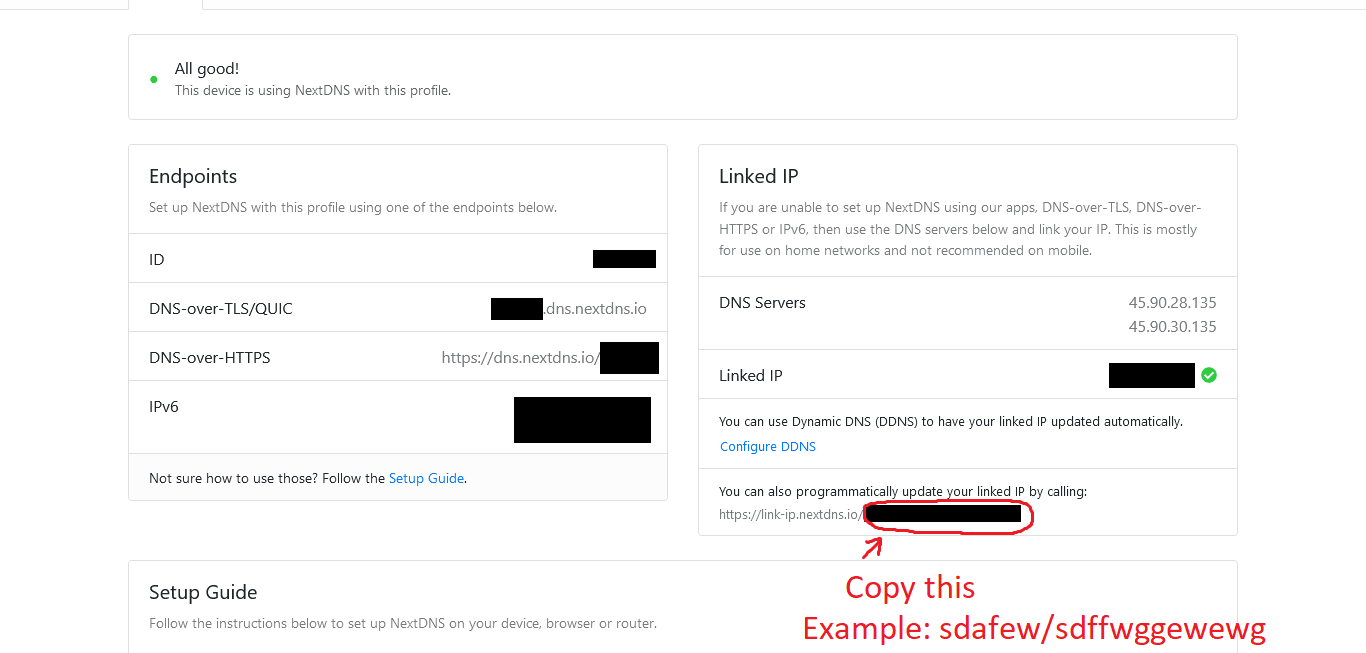 All good!
This device is using NextDNS with this profile.
Endpoints
Set up NextDNS with this profile using one of the endpoints below.
ID
DNS-over-TLS/QUIC
.dns.nextdns.io
DNS-over-HTTPS
https://dns.nextdns.io/
IPv6
Not sure how to use those? Follow the Setup Guide.
Linked IP
If you are unable to set up NextDNS using our apps, DNS-over-TLS, DNS-over-
HTTPS or IPv6, then use the DNS servers below and link your IP. This is mostly
for use on home networks and not recommended on mobile.
DNS Servers
45.90.28.135
45.90.30.135
Linked IP
You can use Dynamic DNS (DDNS) to have your linked IP updated automatically.
Configure DDNS
You can also programmatically update your linked IP by calling:
https://link-ip.nextdns.io/
Copy this
Example: sdafew/sdffwggewewg
Setup Guide
Follow the instructions below to set up NextDNS on your device, browser or router.